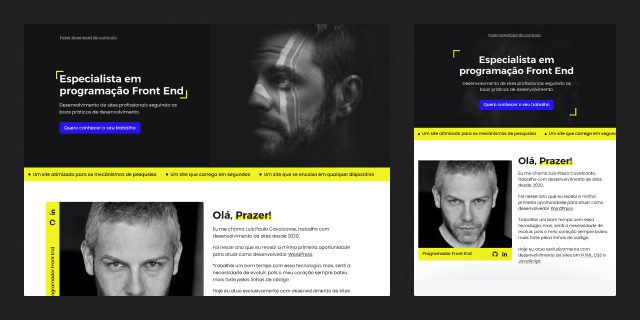 Fazer download do currículo
Especialista em
programação Front End
Desenvolvimento de sites profissionais seguindo as
boas práticas de desenvolvimento.
Quero conhecer o seu trabalho
Um site otimizado para os mecânismos de pesquisa
Um site que carrega em segundos
Um site que se encaixa em qualquer dispositivo
in
Programador Front End
Olá, Prazer!
Eu me chamo Luís Paulo Cavalcante, trabalho com
desenvolvimento de sites desde 2020.
Foi nesse ano que eu recebi a minha primeira oportunidade
para atuar como desenvolvedor WordPress.
Trabalhei um bom tempo com essa tecnologia, mas, senti a
necessidade de evoluir, pois o meu coração sempre bateu
mais forte pelas linhas de código.
Hoje eu atuo exclusivamente com desenvolvimento de sites
Fazer download do currículo
Especialista em
programação Front End
Desenvolvimento de sites profissionais seguindo as
boas práticas de desenvolvimento.
Quero conhecer o seu trabalho
Um site otimizado para os mecânismos de pesquisa
Um site que carrega em segundos
Programador Front End
in
Olá, Prazer!
Eu me chamo Luís Paulo Cavalcante,
trabalho com desenvolvimento de sites
desde 2020.
Foi nesse ano que eu recebi a minha
primeira oportunidade para atuar como
desenvolvedor WordPress.
Trabalhei um bom tempo com essa
tecnologia, mas, senti a necessidade de
evoluir, pois o meu coração sempre bateu
mais forte pelas linhas de código.
Hoje eu atuo exclusivamente com
desenvolvimento de sites em HTML, CSS e
JavaScript.